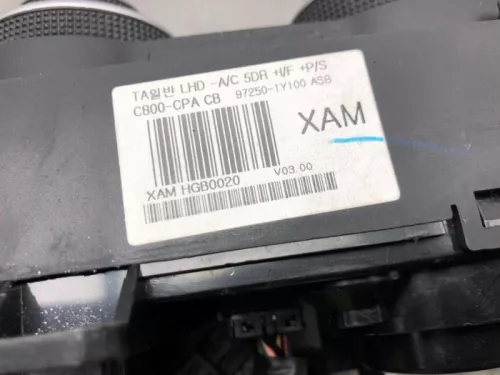 TA일반 LHD -A/C 5DR +I/F +P/S
C800-CPA CB 97250-1Y100 ASB
XAM
XAM HGB0020 V03.00